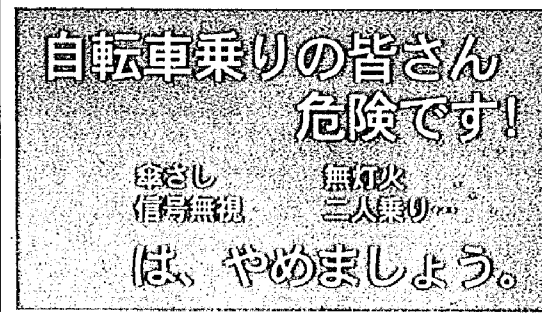 自転車乗りの皆さん
危険です!
傘さし 無灯火
信号無視 二人乗り…
は、やめましょう。